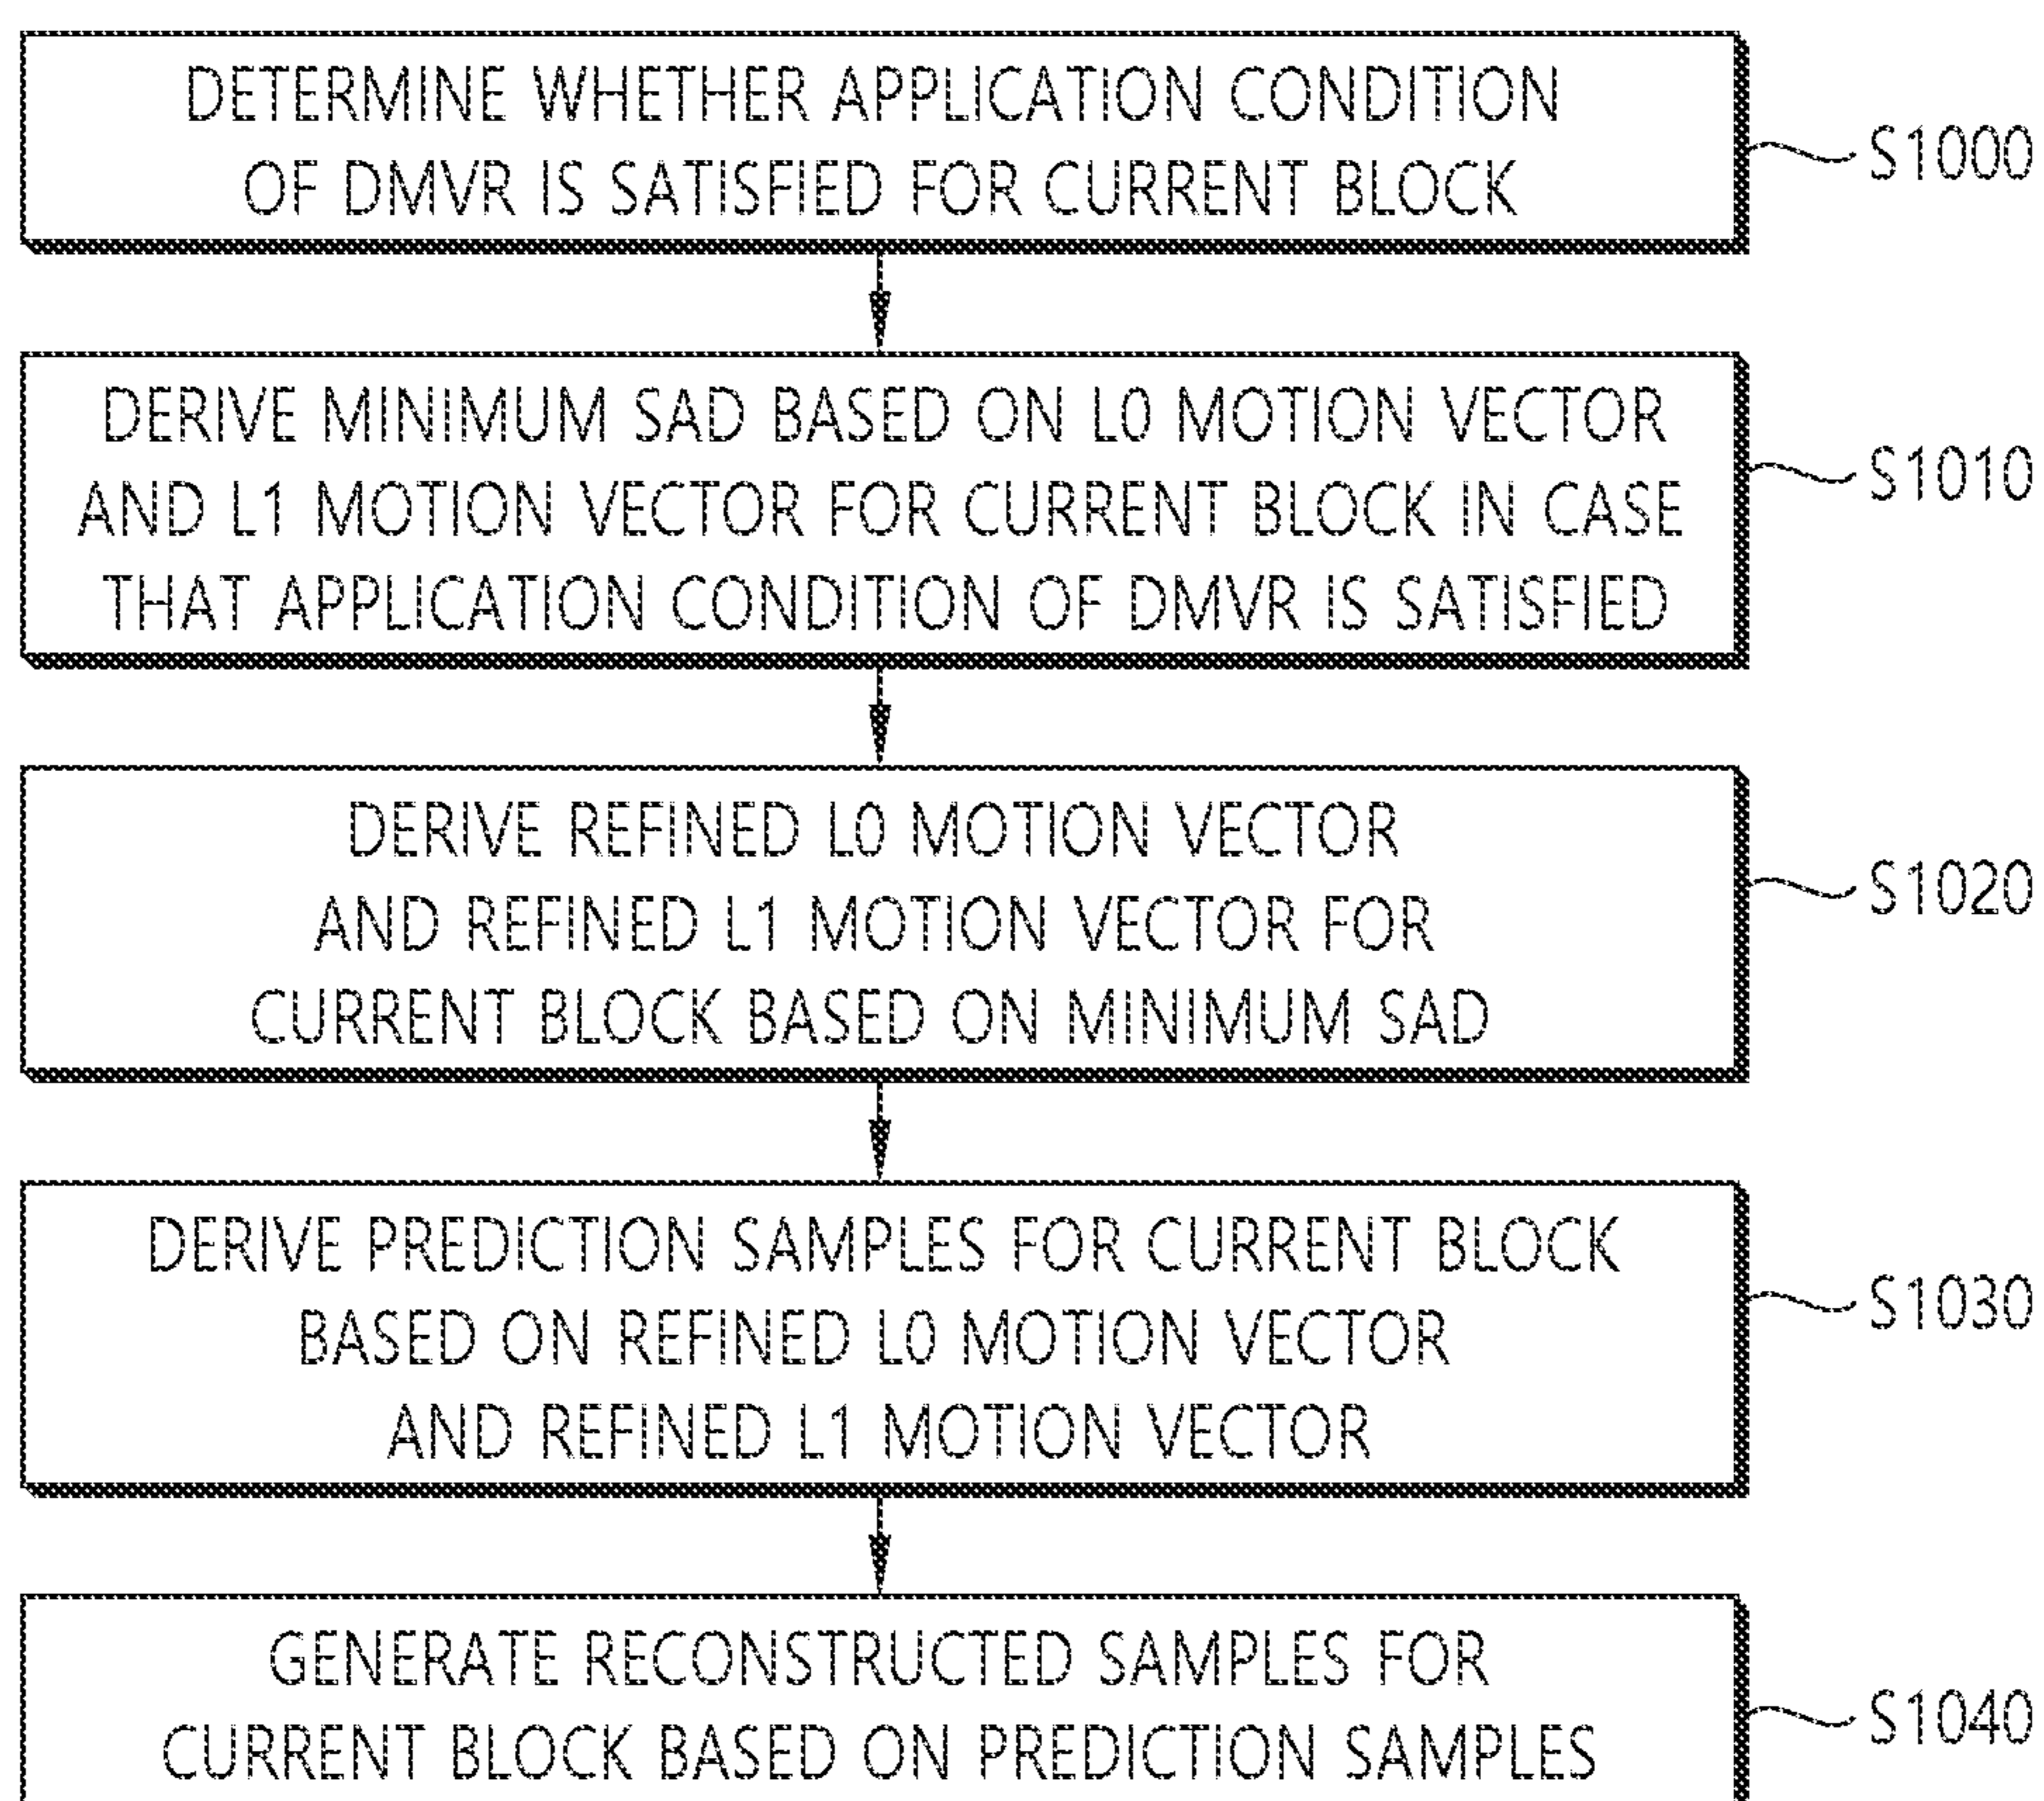 DETERMINE WHETHER APPLICATION CONDITION
OF DMVR IS SATISFIED FOR CURRENT BLOCK
S1000
DERIVE MINIMUM SAD BASED ON L0 MOTION VECTOR
AND L1 MOTION VECTOR FOR CURRENT BLOCK IN CASE
THAT APPLICATION CONDITION OF DMVR IS SATISFIED
S1010
DERIVE REFINED L0 MOTION VECTOR
AND REFINED L1 MOTION VECTOR FOR
CURRENT BLOCK BASED ON MINIMUM SAD
S1020
DERIVE PREDICTION SAMPLES FOR CURRENT BLOCK
BASED ON REFINED L0 MOTION VECTOR
AND REFINED L1 MOTION VECTOR
S1030
GENERATE RECONSTRUCTED SAMPLES FOR
CURRENT BLOCK BASED ON PREDICTION SAMPLES
S1040